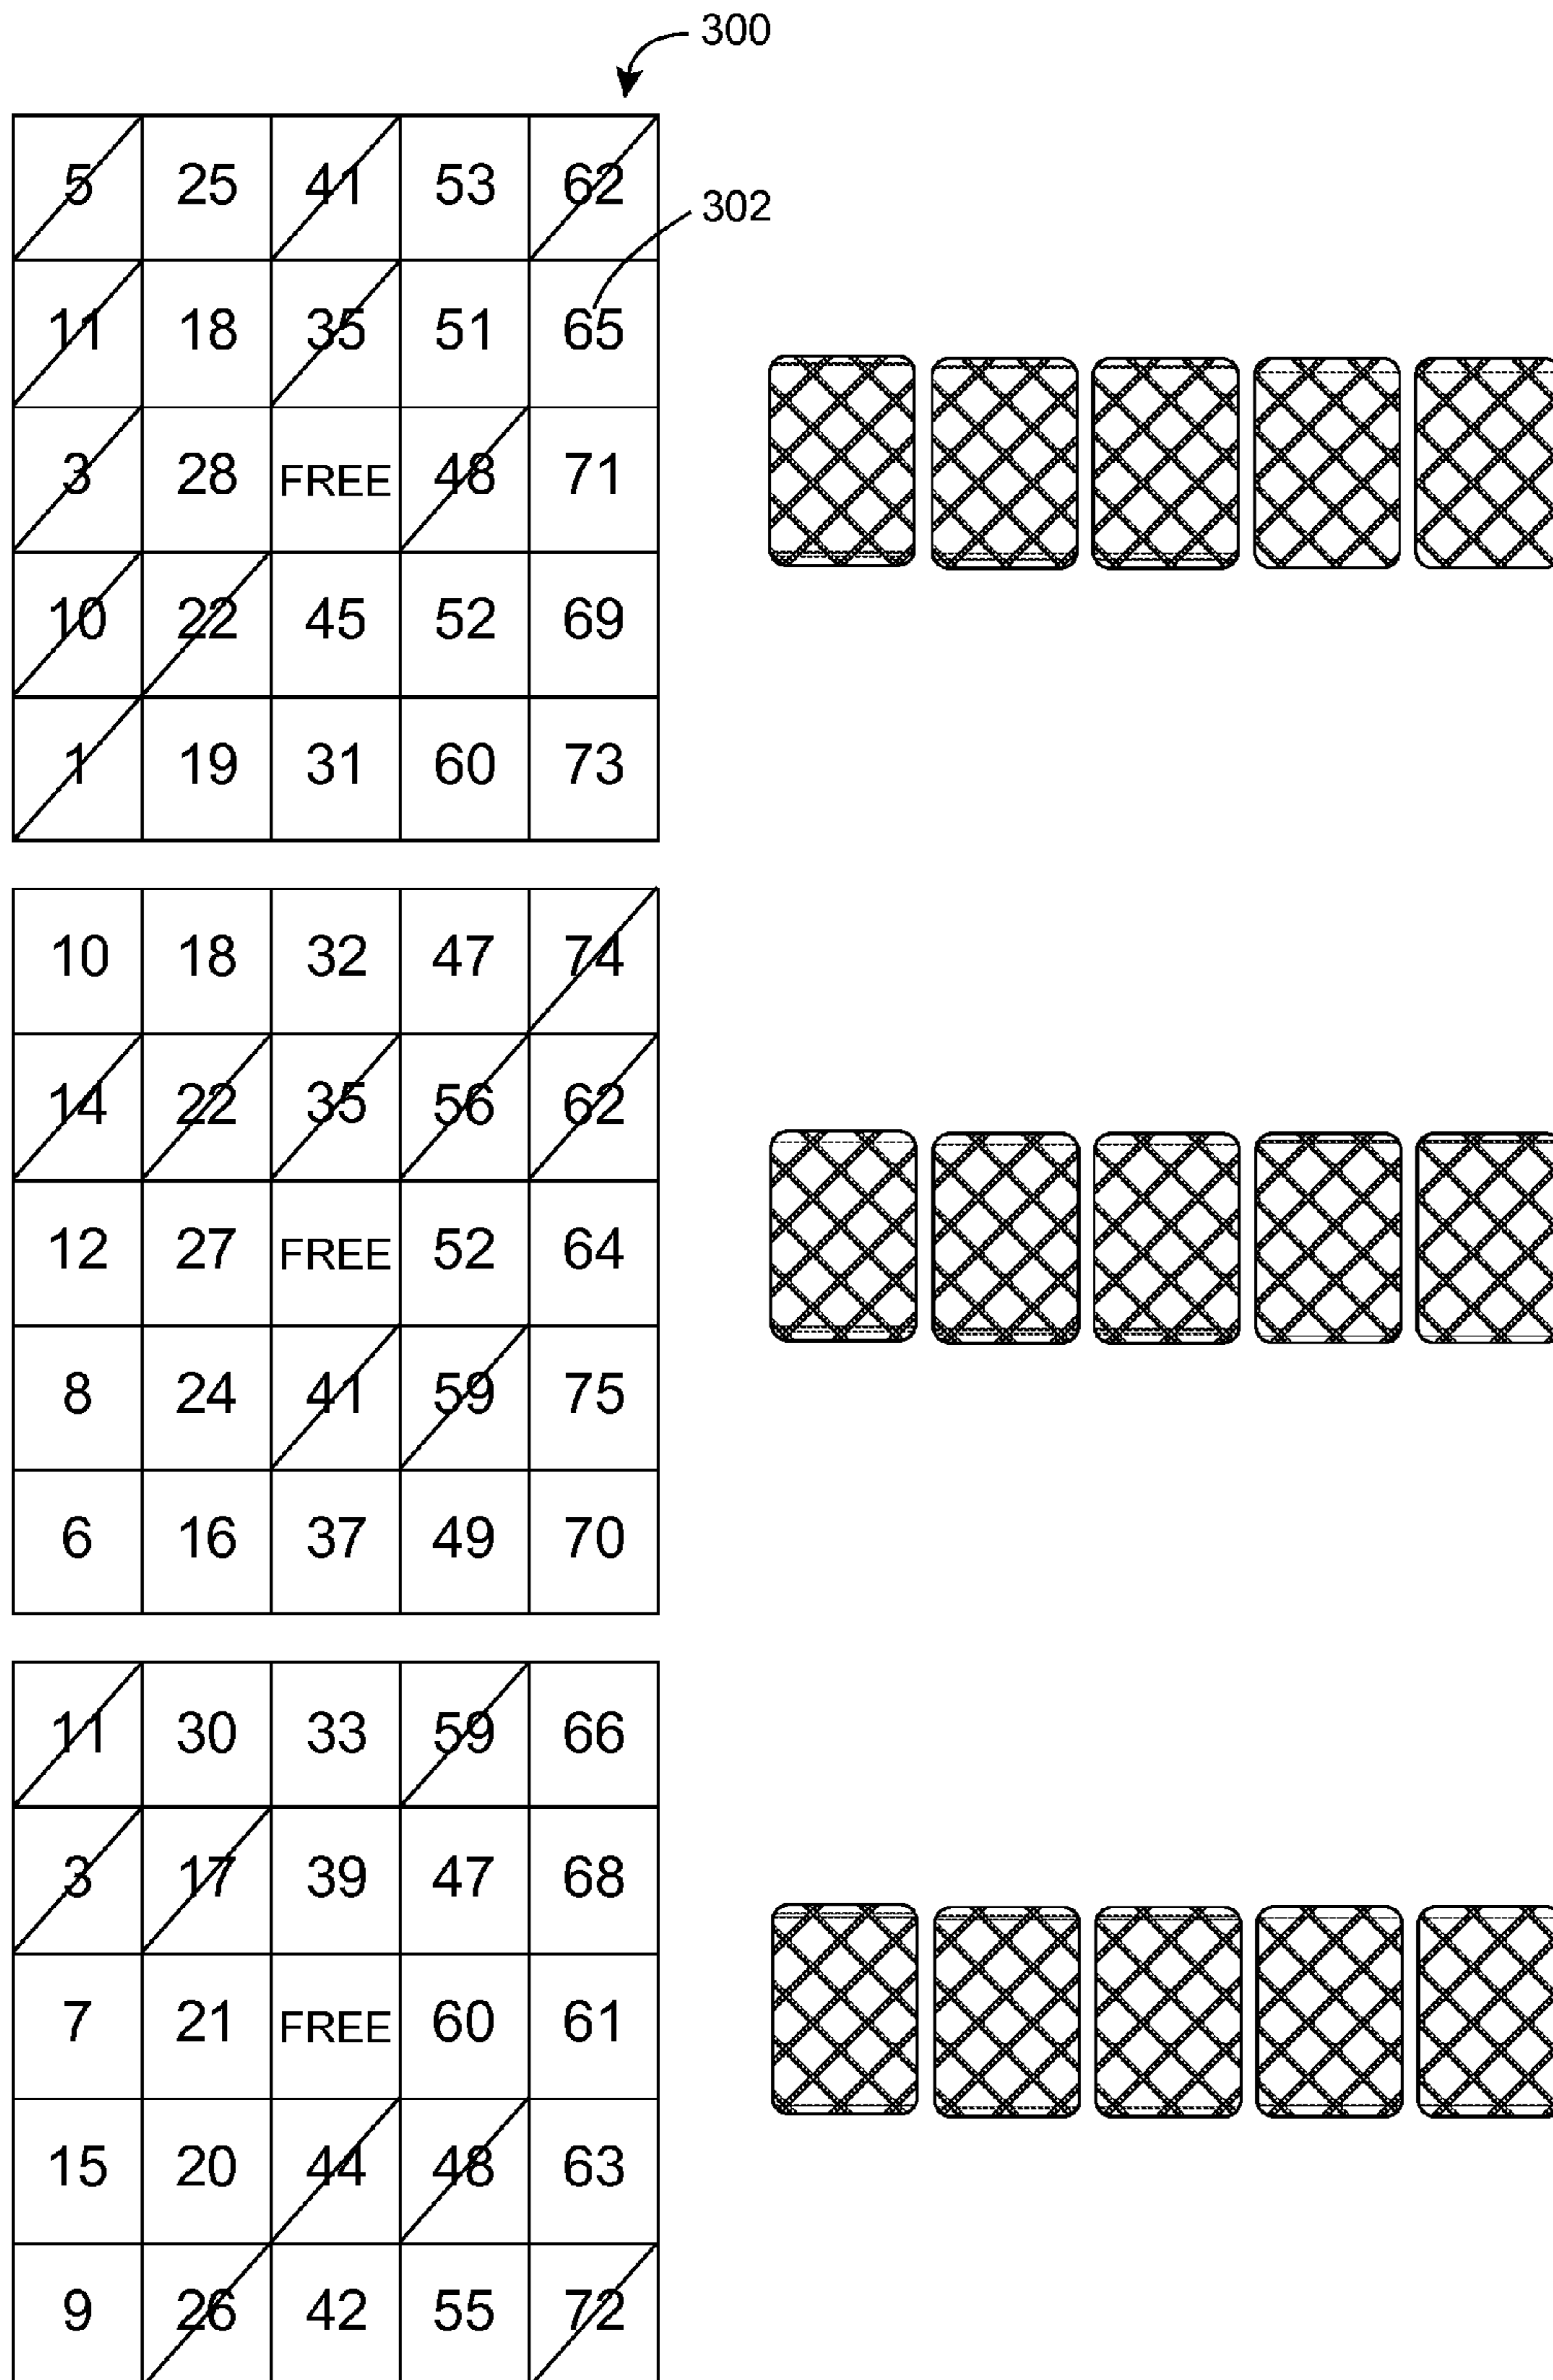 300
5 25 41 53 62
302
11 18 35 51 65
3 28 FREE 48 71
10 22 45 52 69
1 19 31 60 73
10 18 32 47 74
14 22 35 56 62
12 27 FREE 52 64
8 24 41 59 75
6 16 37 49 70
11 30 33 59 66
3 17 39 47 68
7 21 FREE 60 61
15 20 44 48 63
9 26 42 55 72